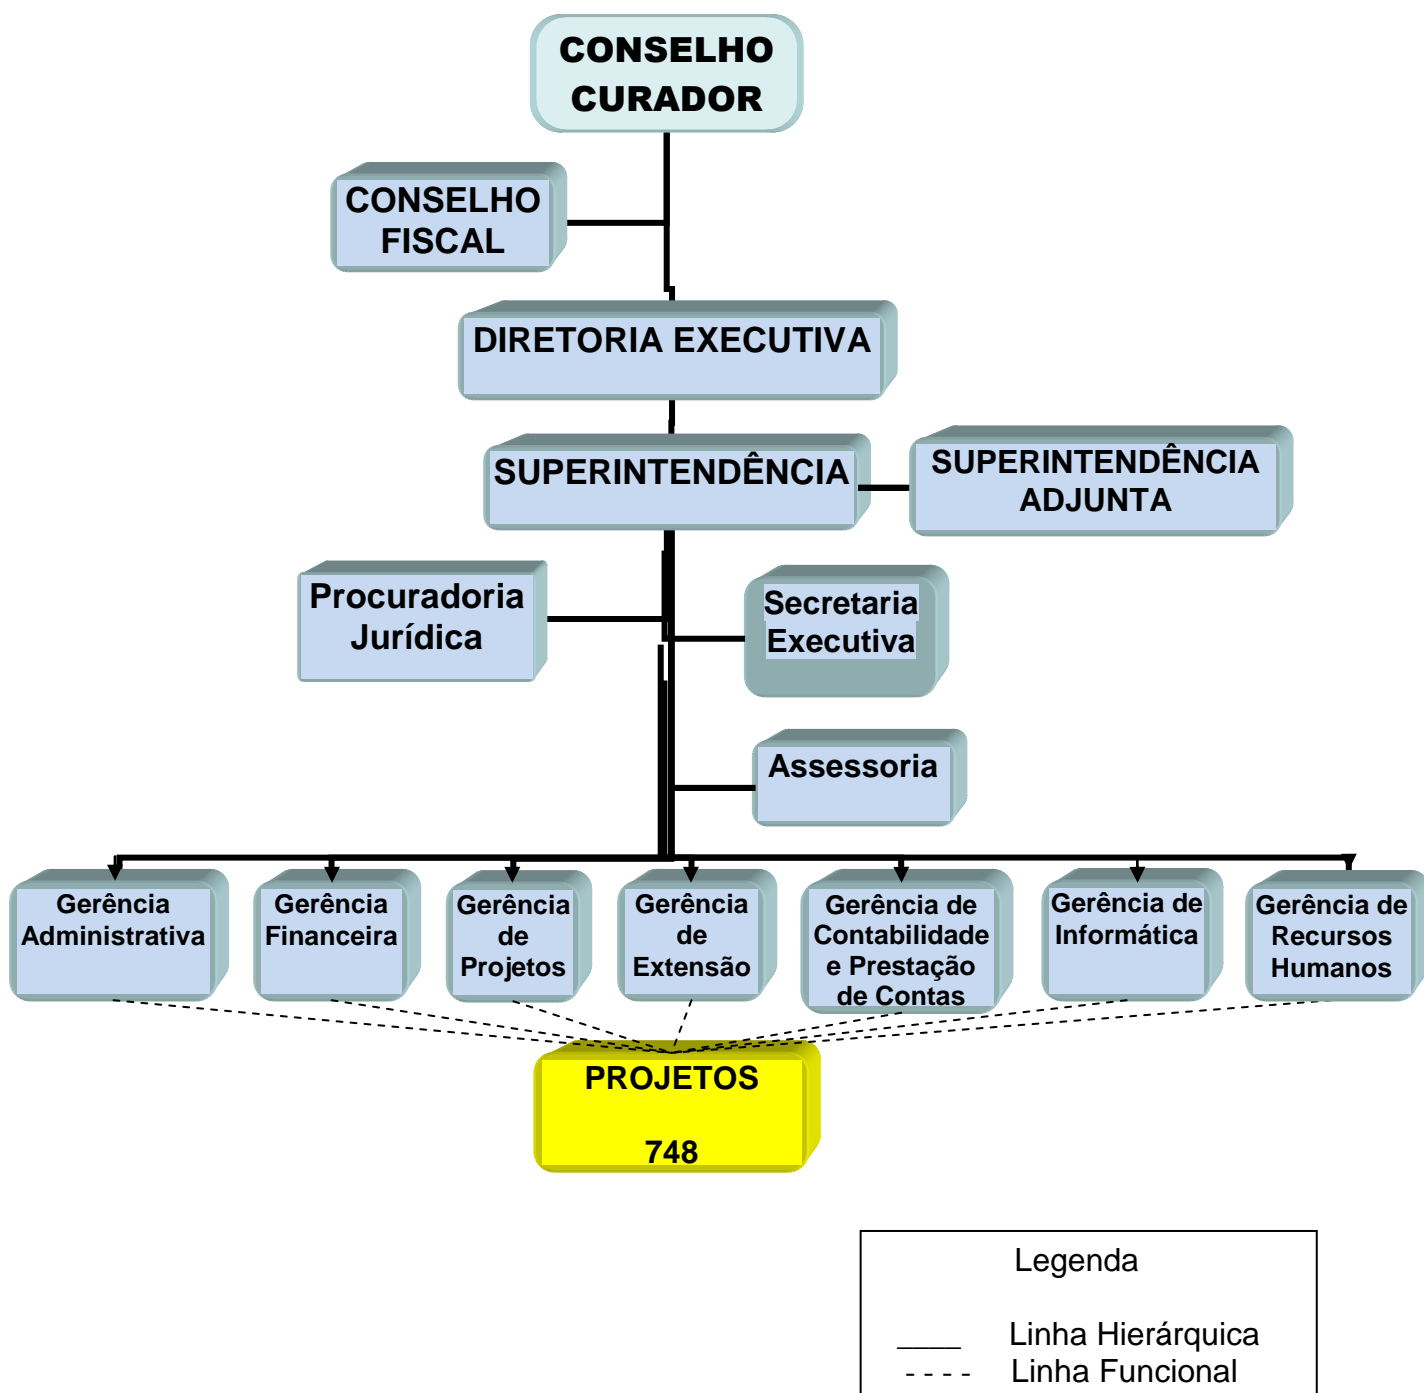 CONSELHO
CURADOR
CONSELHO
FISCAL
DIRETORIA EXECUTIVA
SUPERINTENDÊNCIA
SUPERINTENDÊNCIA
ADJUNTA
Procuradoria
Jurídica
Secretaria
Executiva
Assessoria
Gerência
Administrativa
Gerência
Financeira
Gerência
de
Projetos
Gerência
de
Extensão
Gerência de
Contabilidade
e Prestação
de Contas
Gerência de
Informática
Gerência de
Recursos
Humanos
PROJETOS
748
Legenda
____ Linha Hierárquica
- - - - Linha Funcional